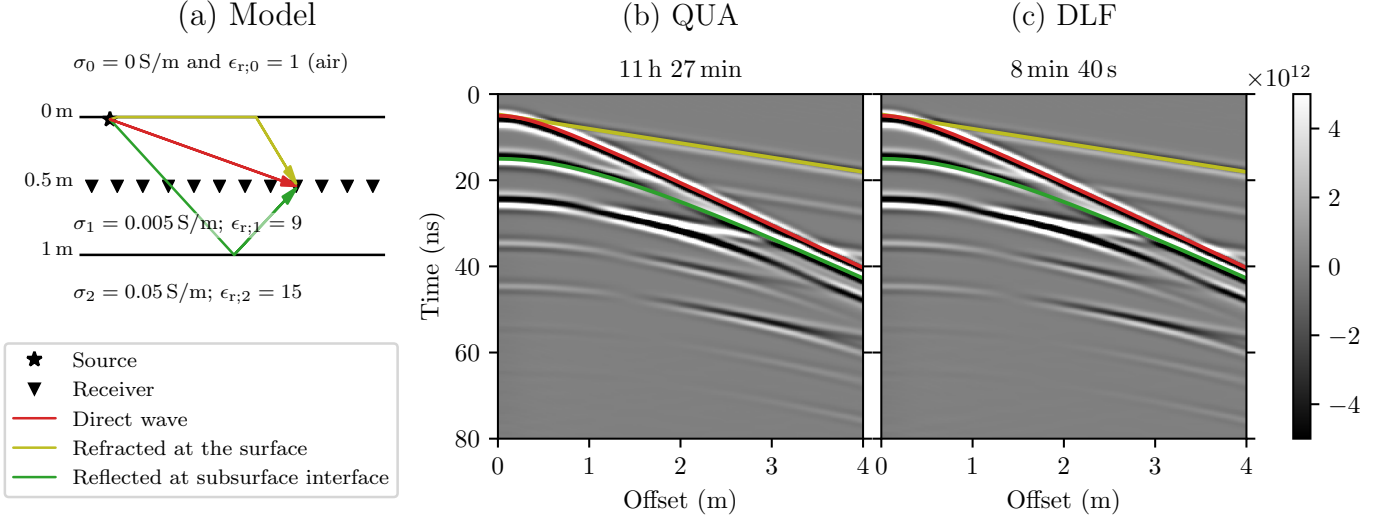 (a) Model
σ₀ = 0 S/m and ϵᵣ;₀ = 1 (air)
0 m
0.5 m
σ₁ = 0.005 S/m; ϵᵣ;₁ = 9
1 m
σ₂ = 0.05 S/m; ϵᵣ;₂ = 15
Source
Receiver
Direct wave
Refracted at the surface
Reflected at subsurface interface
(b) QUA
11 h 27 min
Time (ns)
0
20
40
60
80
0 1 2 3 4
Offset (m)
(c) DLF
8 min 40 s
0 1 2 3 4
Offset (m)
×10¹²
4
2
0
−2
−4